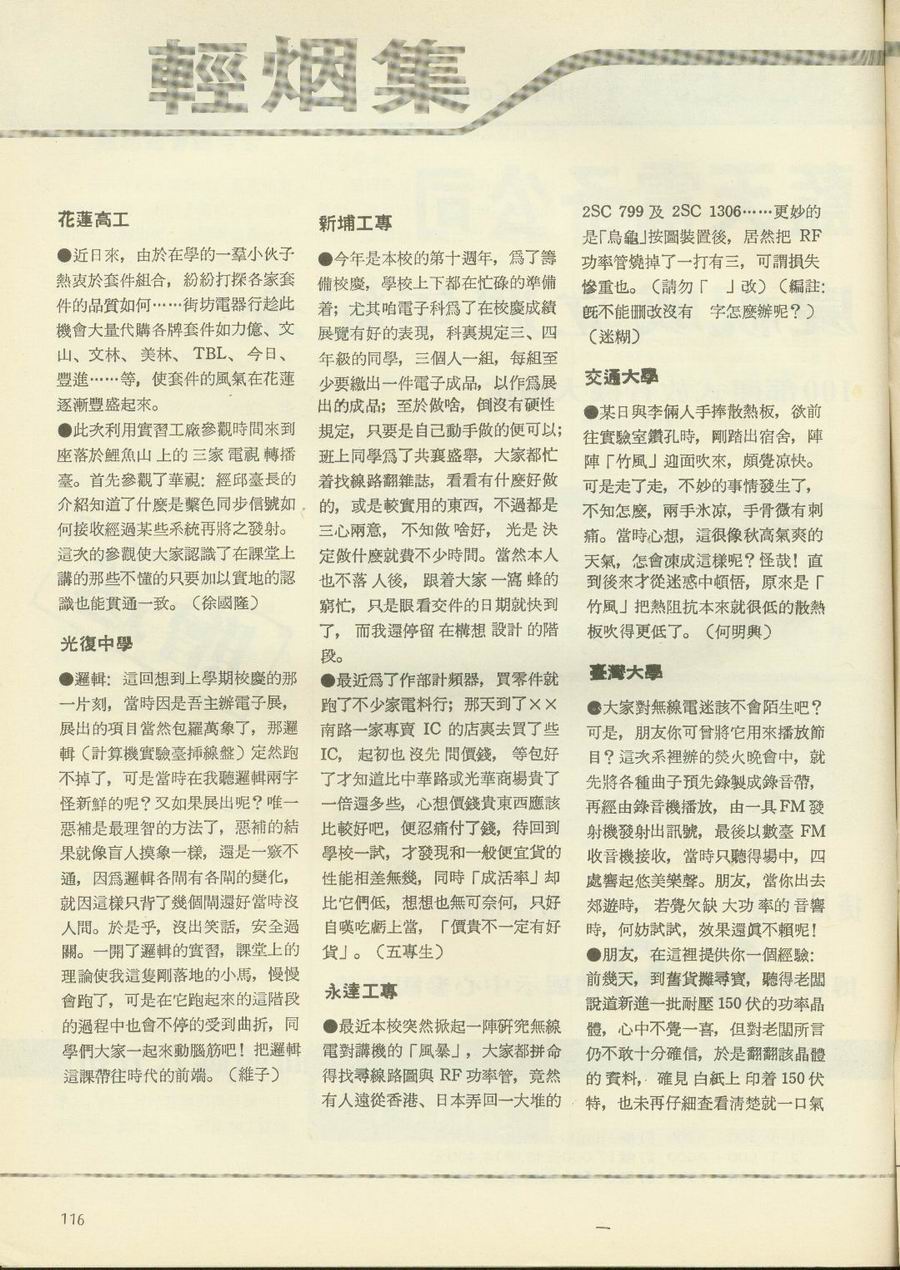 輕烟集
花蓮高工
●近日來，由於在學的一羣小伙子
熱衷於套件組合，紛紛打探各家套
件的品質如何……街坊電器行趁此
機會大量代購各牌套件如力億、文
山、文林、美林、TBL、今日、
豐進……等，使套件的風氣在花蓮
逐漸豐盛起來。
●此次利用實習工廠參觀時間來到
座落於鯉魚山上的三家電視轉播
臺。首先參觀了華視：經邱臺長的
介紹知道了什麼是繫色同步信號如
何接收經過某些系統再將之發射。
這次的參觀使大家認識了在課堂上
講的那些不懂的只要加以實地的認
識也能貫通一致。（徐國隆）
光復中學
●邏輯：這回想到上學期校慶的那
一片刻，當時因是吾主辦電子展，
展出的項目當然包羅萬象了，那邏
輯（計算機實驗臺揷線盤）定然跑
不掉了，可是當時在我聽邏輯兩字
怪新鮮的呢？又如果展出呢？唯一
惡補是最理智的方法了，惡補的結
果就像盲人摸象一樣，還是一竅不
通，因爲邏輯各閘有各閘的變化，
就因這樣只背了幾個閘還好當時沒
人問。於是乎，沒出笑話，安全過
關。一開了邏輯的實習，課堂上的
理論使我這隻剛落地的小馬，慢慢
會跑了，可是在它跑起來的這階段
的過程中也會不停的受到曲折，同
學們大家一起來動腦筋吧！把邏輯
這課帶往時代的前端。（維子）
新埔工專
●今年是本校的第十週年，爲了籌
備校慶，學校上下都在忙碌的準備
着；尤其咱電子科爲了在校慶成績
展覽有好的表現，科裏規定三、四
年級的同學，三個人一組，每組至
少要繳出一件電子成品，以作爲展
出的成品；至於做啥，倒沒有硬性
規定，只要是自己動手做的便可以；
班上同學爲了共襄盛舉，大家都忙
着找線路翻雜誌，看看有什麼好做
的，或是較實用的東西，不過都是
三心兩意，不知做啥好，光是決
定做什麼就費不少時間。當然本人
也不落人後，跟着大家一窩蜂的
窮忙，只是眼看交件的日期就快到
了，而我還停留在構想設計的階
段。
●最近爲了作部計頻器，買零件就
跑了不少家電料行；那天到了××
南路一家專賣 IC 的店裏去買了些
IC，起初也沒先問價錢，等包好
了才知道比中華路或光華商場貴了
一倍還多些，心想價錢貴東西應該
比較好吧，便忍痛付了錢，待回到
學校一試，才發現和一般便宜貨的
性能相差無幾，同時「成活率」却
比它們低，想想也無可奈何，只好
自嘆吃虧上當，「價貴不一定有好
貨」。（五專生）
永達工專
●最近本校突然掀起一陣硏究無線
電對講機的「風暴」，大家都拼命
得找尋線路圖與 RF 功率管，竟然
有人遠從香港、日本弄回一大堆的
2SC 799 及 2SC 1306……更妙的
是「烏龜」按圖裝置後，居然把 RF
功率管燒掉了一打有三，可謂損失
慘重也。（請勿「　」改）（編註：
旣不能刪改沒有　字怎麼辦呢？）
（迷糊）
交通大學
●某日與李倆人手捧散熱板，欲前
往實驗室鑽孔時，剛踏出宿舍，陣
陣「竹風」迎面吹來，頗覺凉快。
可是走了走，不妙的事情發生了，
不知怎麼，兩手氷凉，手骨微有刺
痛。當時心想，這很像秋高氣爽的
天氣，怎會凍成這樣呢？怪哉！直
到後來才從迷惑中頓悟，原來是「
竹風」把熱阻抗本來就很低的散熱
板吹得更低了。（何明興）
臺灣大學
●大家對無線電迷該不會陌生吧？
可是，朋友你可曾將它用來播放節
目？這次系裡辦的熒火晚會中，就
先將各種曲子預先錄製成錄音帶，
再經由錄音機播放，由一具 FM 發
射機發射出訊號，最後以數臺 FM
收音機接收，當時只聽得場中，四
處響起悠美樂聲。朋友，當你出去
郊遊時，若覺欠缺大功率的音響
時，何妨試試，效果還眞不賴呢！
●朋友，在這裡提供你一個經驗：
前幾天，到舊貨攤尋寶，聽得老闆
說道新進一批耐壓 150 伏的功率晶
體，心中不覺一喜，但對老闆所言
仍不敢十分確信，於是翻翻該晶體
的資料，確見白紙上印着 150 伏
特，也未再仔細查看淸楚就一口氣
116